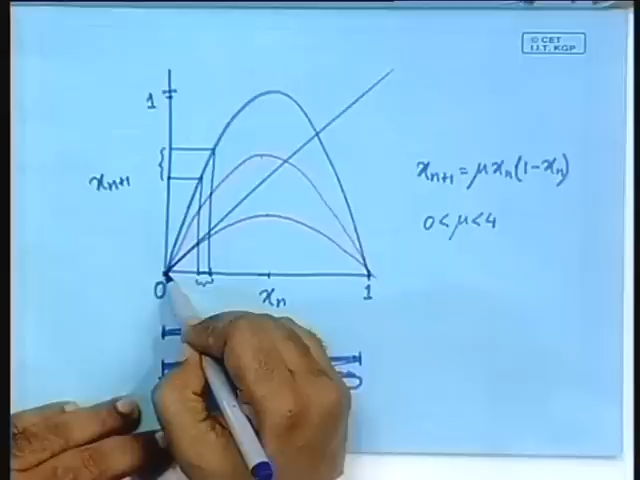 © CET
I.I.T. KGP
1
xₙ₊₁
xₙ₊₁ = μxₙ(1-xₙ)
0<μ<4
0
xₙ
1